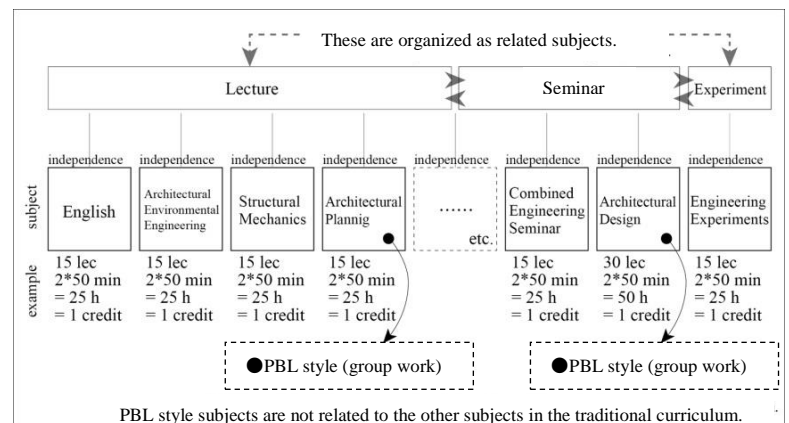 These are organized as related subjects.
Lecture
Seminar
Experiment
independence
independence
independence
independence
independence
independence
independence
independence
subject
English
Architectural
Environmental
Engineering
Structural
Mechanics
Architectural
Plannig
......
etc.
Combined
Engineering
Seminar
Architectural
Design
Engineering
Experiments
example
15 lec
2*50 min
= 25 h
= 1 credit
15 lec
2*50 min
= 25 h
= 1 credit
15 lec
2*50 min
= 25 h
= 1 credit
15 lec
2*50 min
= 25 h
= 1 credit
15 lec
2*50 min
= 25 h
= 1 credit
30 lec
2*50 min
= 50 h
= 1 credit
15 lec
2*50 min
= 25 h
= 1 credit
●PBL style (group work)
●PBL style (group work)
PBL style subjects are not related to the other subjects in the traditional curriculum.